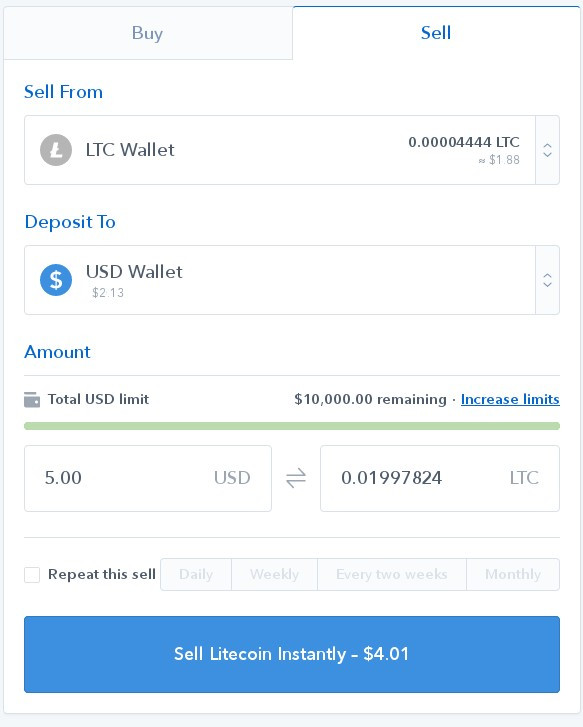 Buy
Sell
Sell From
LTC Wallet
0.00004444 LTC
≈ $1.88
Deposit To
USD Wallet
$2.13
Amount
Total USD limit
$10,000.00 remaining · Increase limits
5.00 USD
0.01997824 LTC
Repeat this sell
Daily
Weekly
Every two weeks
Monthly
Sell Litecoin Instantly – $4.01